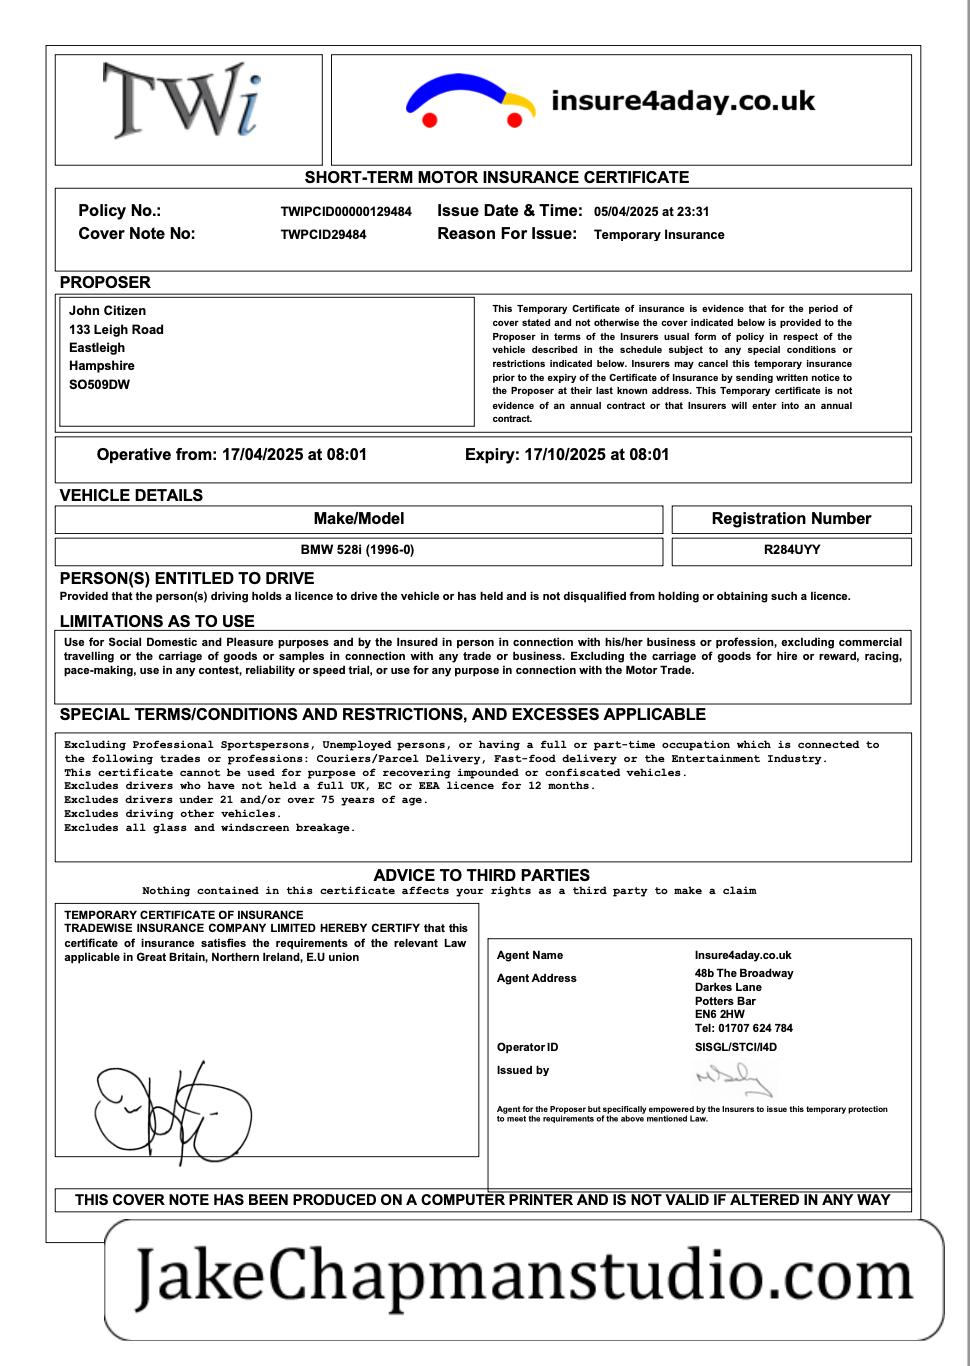 TWi
insure4aday.co.uk
SHORT-TERM MOTOR INSURANCE CERTIFICATE
Policy No.: TWIPCID00000129484 Issue Date & Time: 05/04/2025 at 23:31
Cover Note No: TWPCID29484 Reason For Issue: Temporary Insurance
PROPOSER
John Citizen
133 Leigh Road
Eastleigh
Hampshire
SO509DW
This Temporary Certificate of insurance is evidence that for the period of
cover stated and not otherwise the cover indicated below is provided to the
Proposer in terms of the Insurers usual form of policy in respect of the
vehicle described in the schedule subject to any special conditions or
restrictions indicated below. Insurers may cancel this temporary insurance
prior to the expiry of the Certificate of Insurance by sending written notice to
the Proposer at their last known address. This Temporary certificate is not
evidence of an annual contract or that Insurers will enter into an annual
contract.
Operative from: 17/04/2025 at 08:01 Expiry: 17/10/2025 at 08:01
VEHICLE DETAILS
Make/Model Registration Number
BMW 528i (1996-0) R284UYY
PERSON(S) ENTITLED TO DRIVE
Provided that the person(s) driving holds a licence to drive the vehicle or has held and is not disqualified from holding or obtaining such a licence.
LIMITATIONS AS TO USE
Use for Social Domestic and Pleasure purposes and by the Insured in person in connection with his/her business or profession, excluding commercial
travelling or the carriage of goods or samples in connection with any trade or business. Excluding the carriage of goods for hire or reward, racing,
pace-making, use in any contest, reliability or speed trial, or use for any purpose in connection with the Motor Trade.
SPECIAL TERMS/CONDITIONS AND RESTRICTIONS, AND EXCESSES APPLICABLE
Excluding Professional Sportspersons, Unemployed persons, or having a full or part-time occupation which is connected to
the following trades or professions: Couriers/Parcel Delivery, Fast-food delivery or the Entertainment Industry.
This certificate cannot be used for purpose of recovering impounded or confiscated vehicles.
Excludes drivers who have not held a full UK, EC or EEA licence for 12 months.
Excludes drivers under 21 and/or over 75 years of age.
Excludes driving other vehicles.
Excludes all glass and windscreen breakage.
ADVICE TO THIRD PARTIES
Nothing contained in this certificate affects your rights as a third party to make a claim
TEMPORARY CERTIFICATE OF INSURANCE
TRADEWISE INSURANCE COMPANY LIMITED HEREBY CERTIFY that this
certificate of insurance satisfies the requirements of the relevant Law
applicable in Great Britain, Northern Ireland, E.U union
Agent Name Insure4aday.co.uk
Agent Address 48b The Broadway
Darkes Lane
Potters Bar
EN6 2HW
Tel: 01707 624 784
Operator ID SISGL/STCI/I4D
Issued by
Agent for the Proposer but specifically empowered by the Insurers to issue this temporary protection
to meet the requirements of the above mentioned Law.
THIS COVER NOTE HAS BEEN PRODUCED ON A COMPUTER PRINTER AND IS NOT VALID IF ALTERED IN ANY WAY
JakeChapmanstudio.com